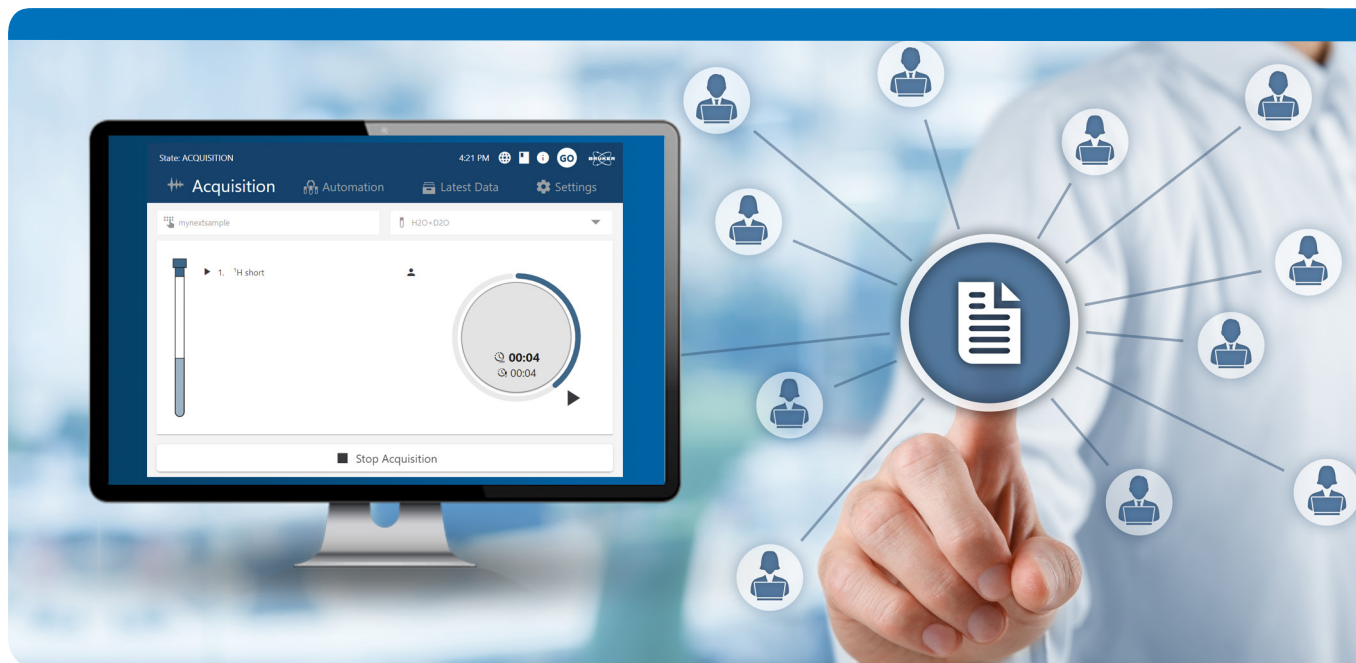 State: ACQUISITION 4:21 PM GO BRUKER
Acquisition Automation Latest Data Settings
mynextsample H2O+D2O
1. ¹H short
00:04
00:04
Stop Acquisition